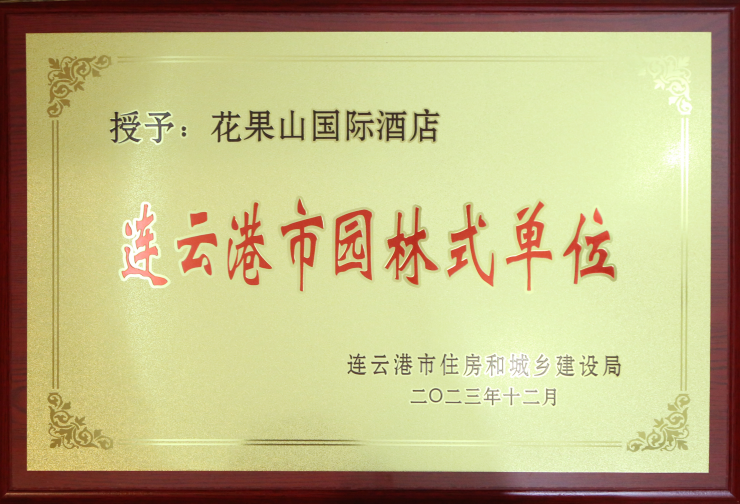 授予：花果山国际酒店
连云港市园林式单位
连云港市住房和城乡建设局
二〇二三年十二月